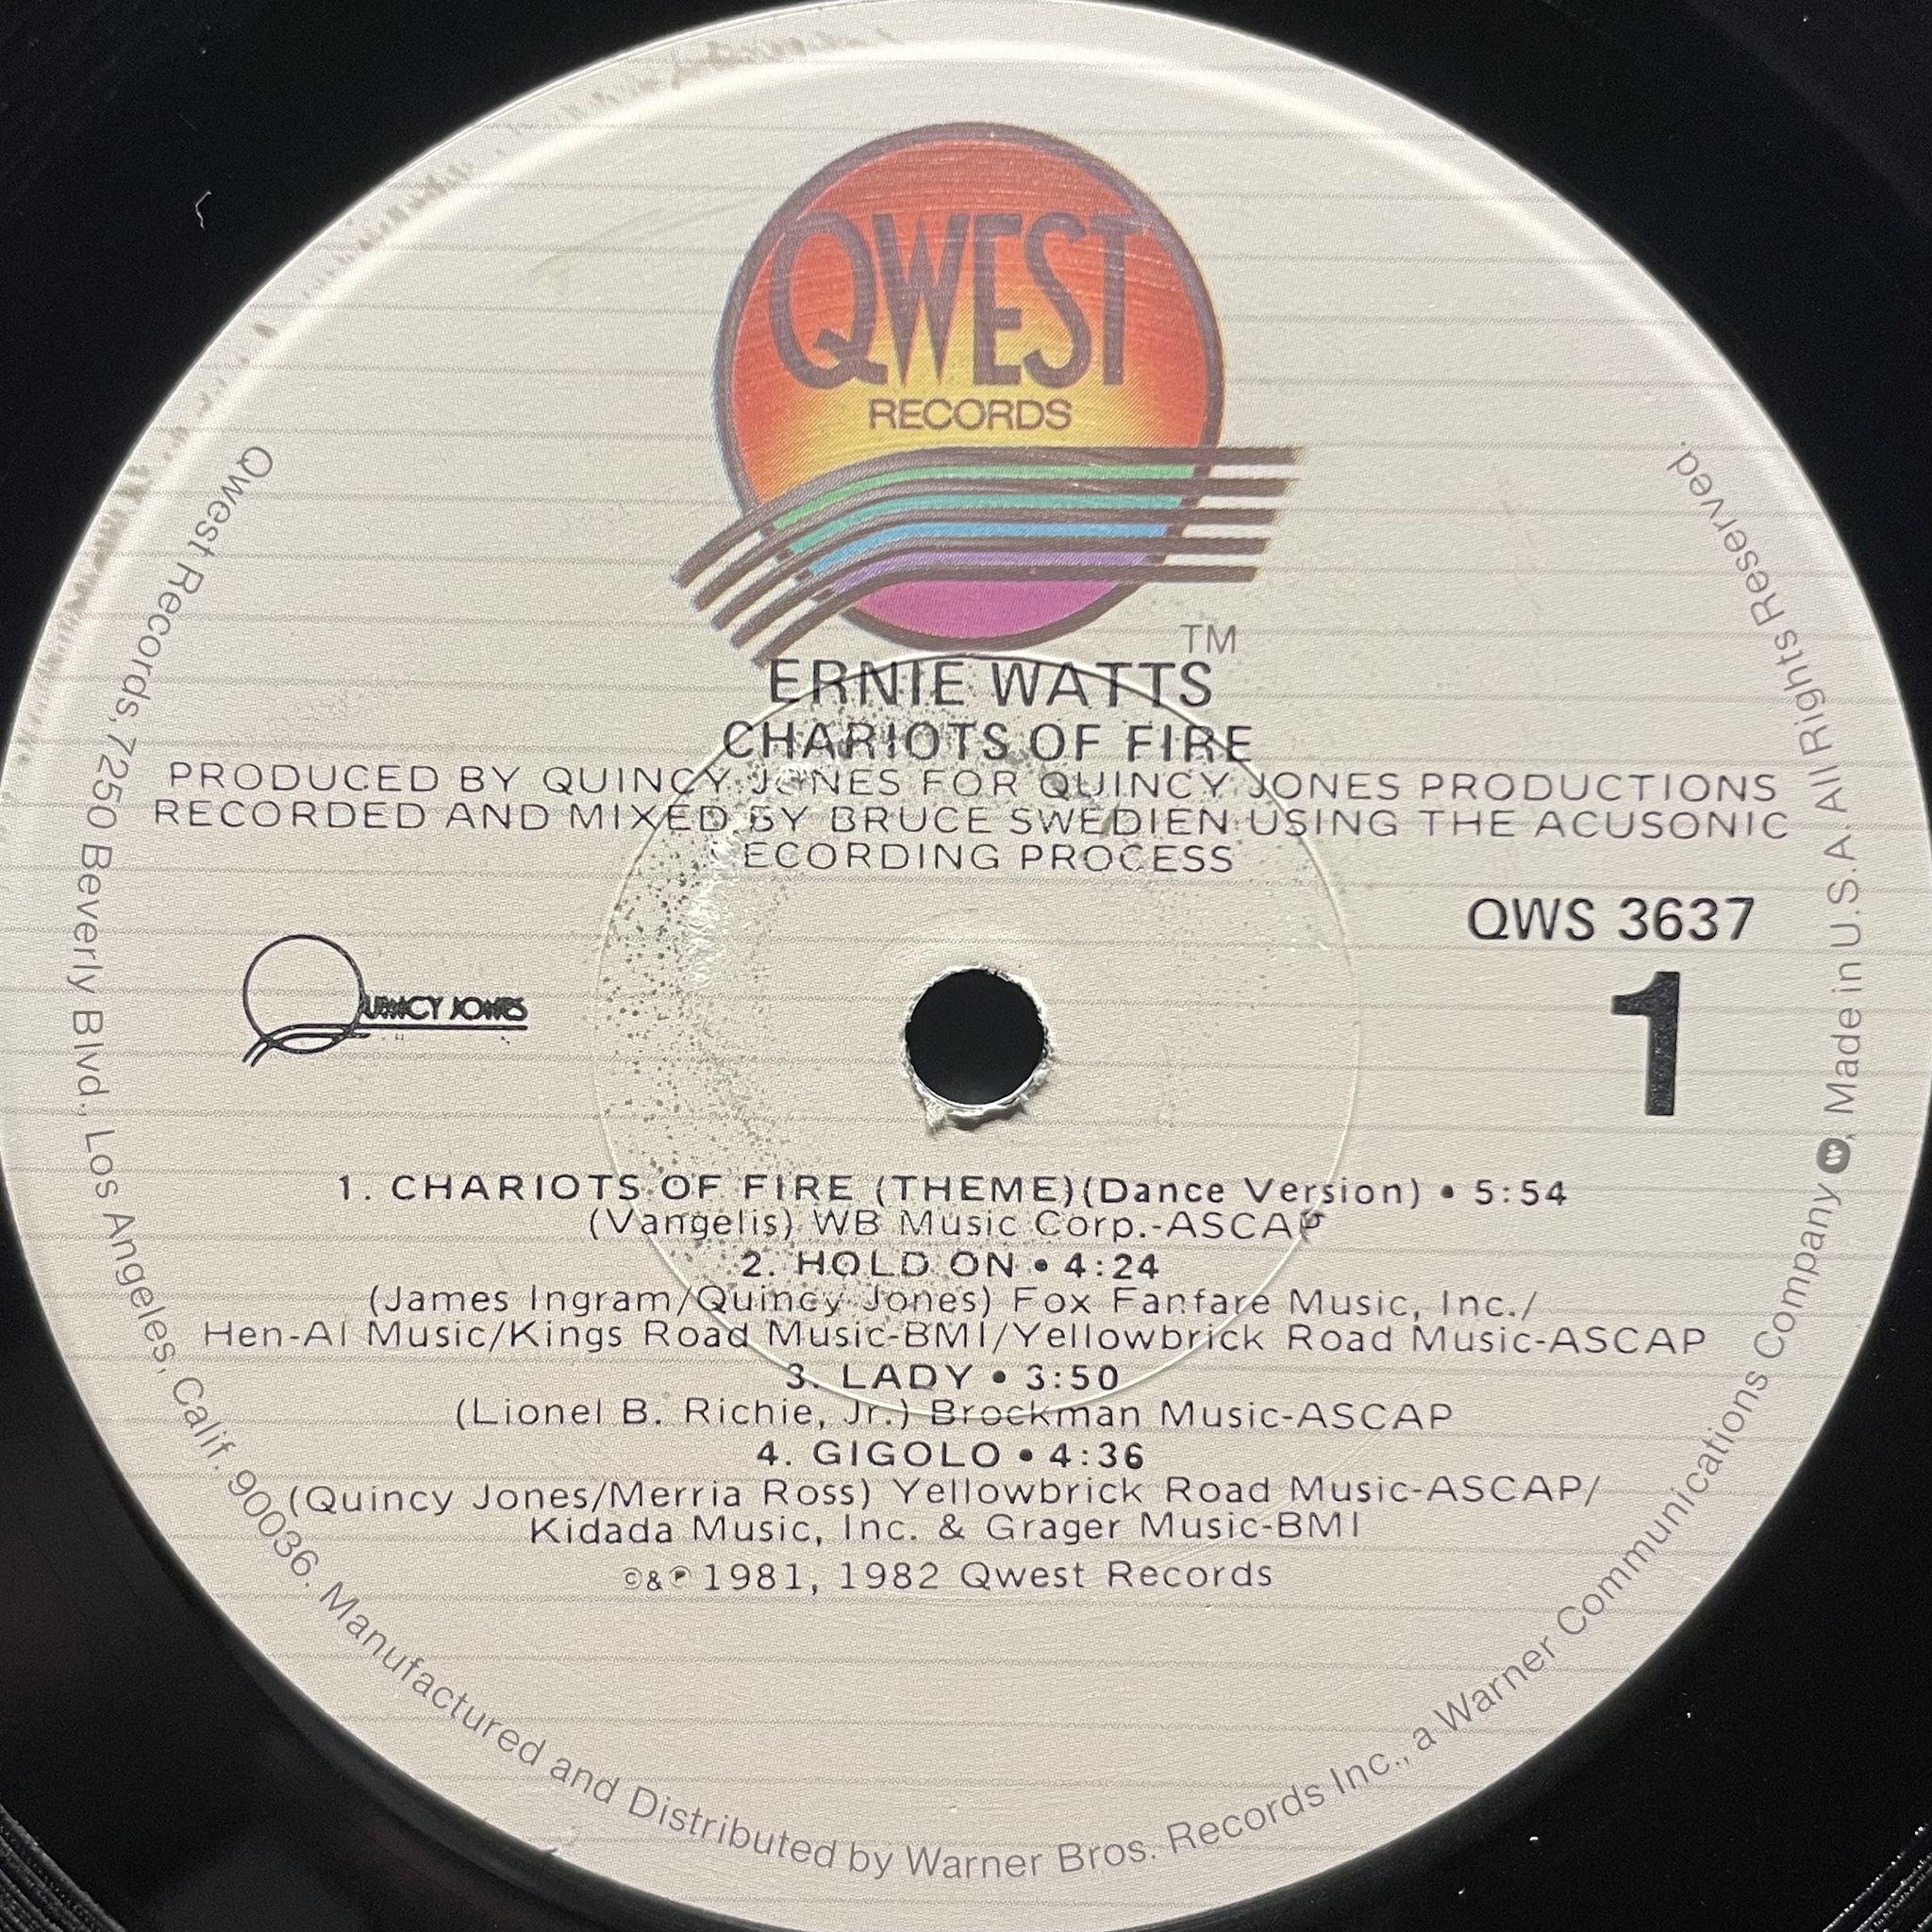 QWEST
RECORDS
TM
ERNIE WATTS
CHARIOTS OF FIRE
PRODUCED BY QUINCY JONES FOR QUINCY JONES PRODUCTIONS
RECORDED AND MIXED BY BRUCE SWEDIEN USING THE ACUSONIC
ECORDING PROCESS
QWS 3637
QUINCY JONES
1
1. CHARIOTS OF FIRE (THEME)(Dance Version) • 5:54
(Vangelis) WB Music Corp.-ASCAP
2. HOLD ON • 4:24
(James Ingram/Quincy Jones) Fox Fanfare Music, Inc./
Hen-Al Music/Kings Road Music-BMI/Yellowbrick Road Music-ASCAP
3. LADY • 3:50
(Lionel B. Richie, Jr.) Brockman Music-ASCAP
4. GIGOLO • 4:36
(Quincy Jones/Merria Ross) Yellowbrick Road Music-ASCAP/
Kidada Music, Inc. & Grager Music-BMI
©&℗ 1981, 1982 Qwest Records
Qwest Records, 7250 Beverly Blvd., Los Angeles, Calif. 90036. Manufactured and Distributed by Warner Bros. Records Inc., a Warner Communications Company. Made in U.S.A. All Rights Reserved.